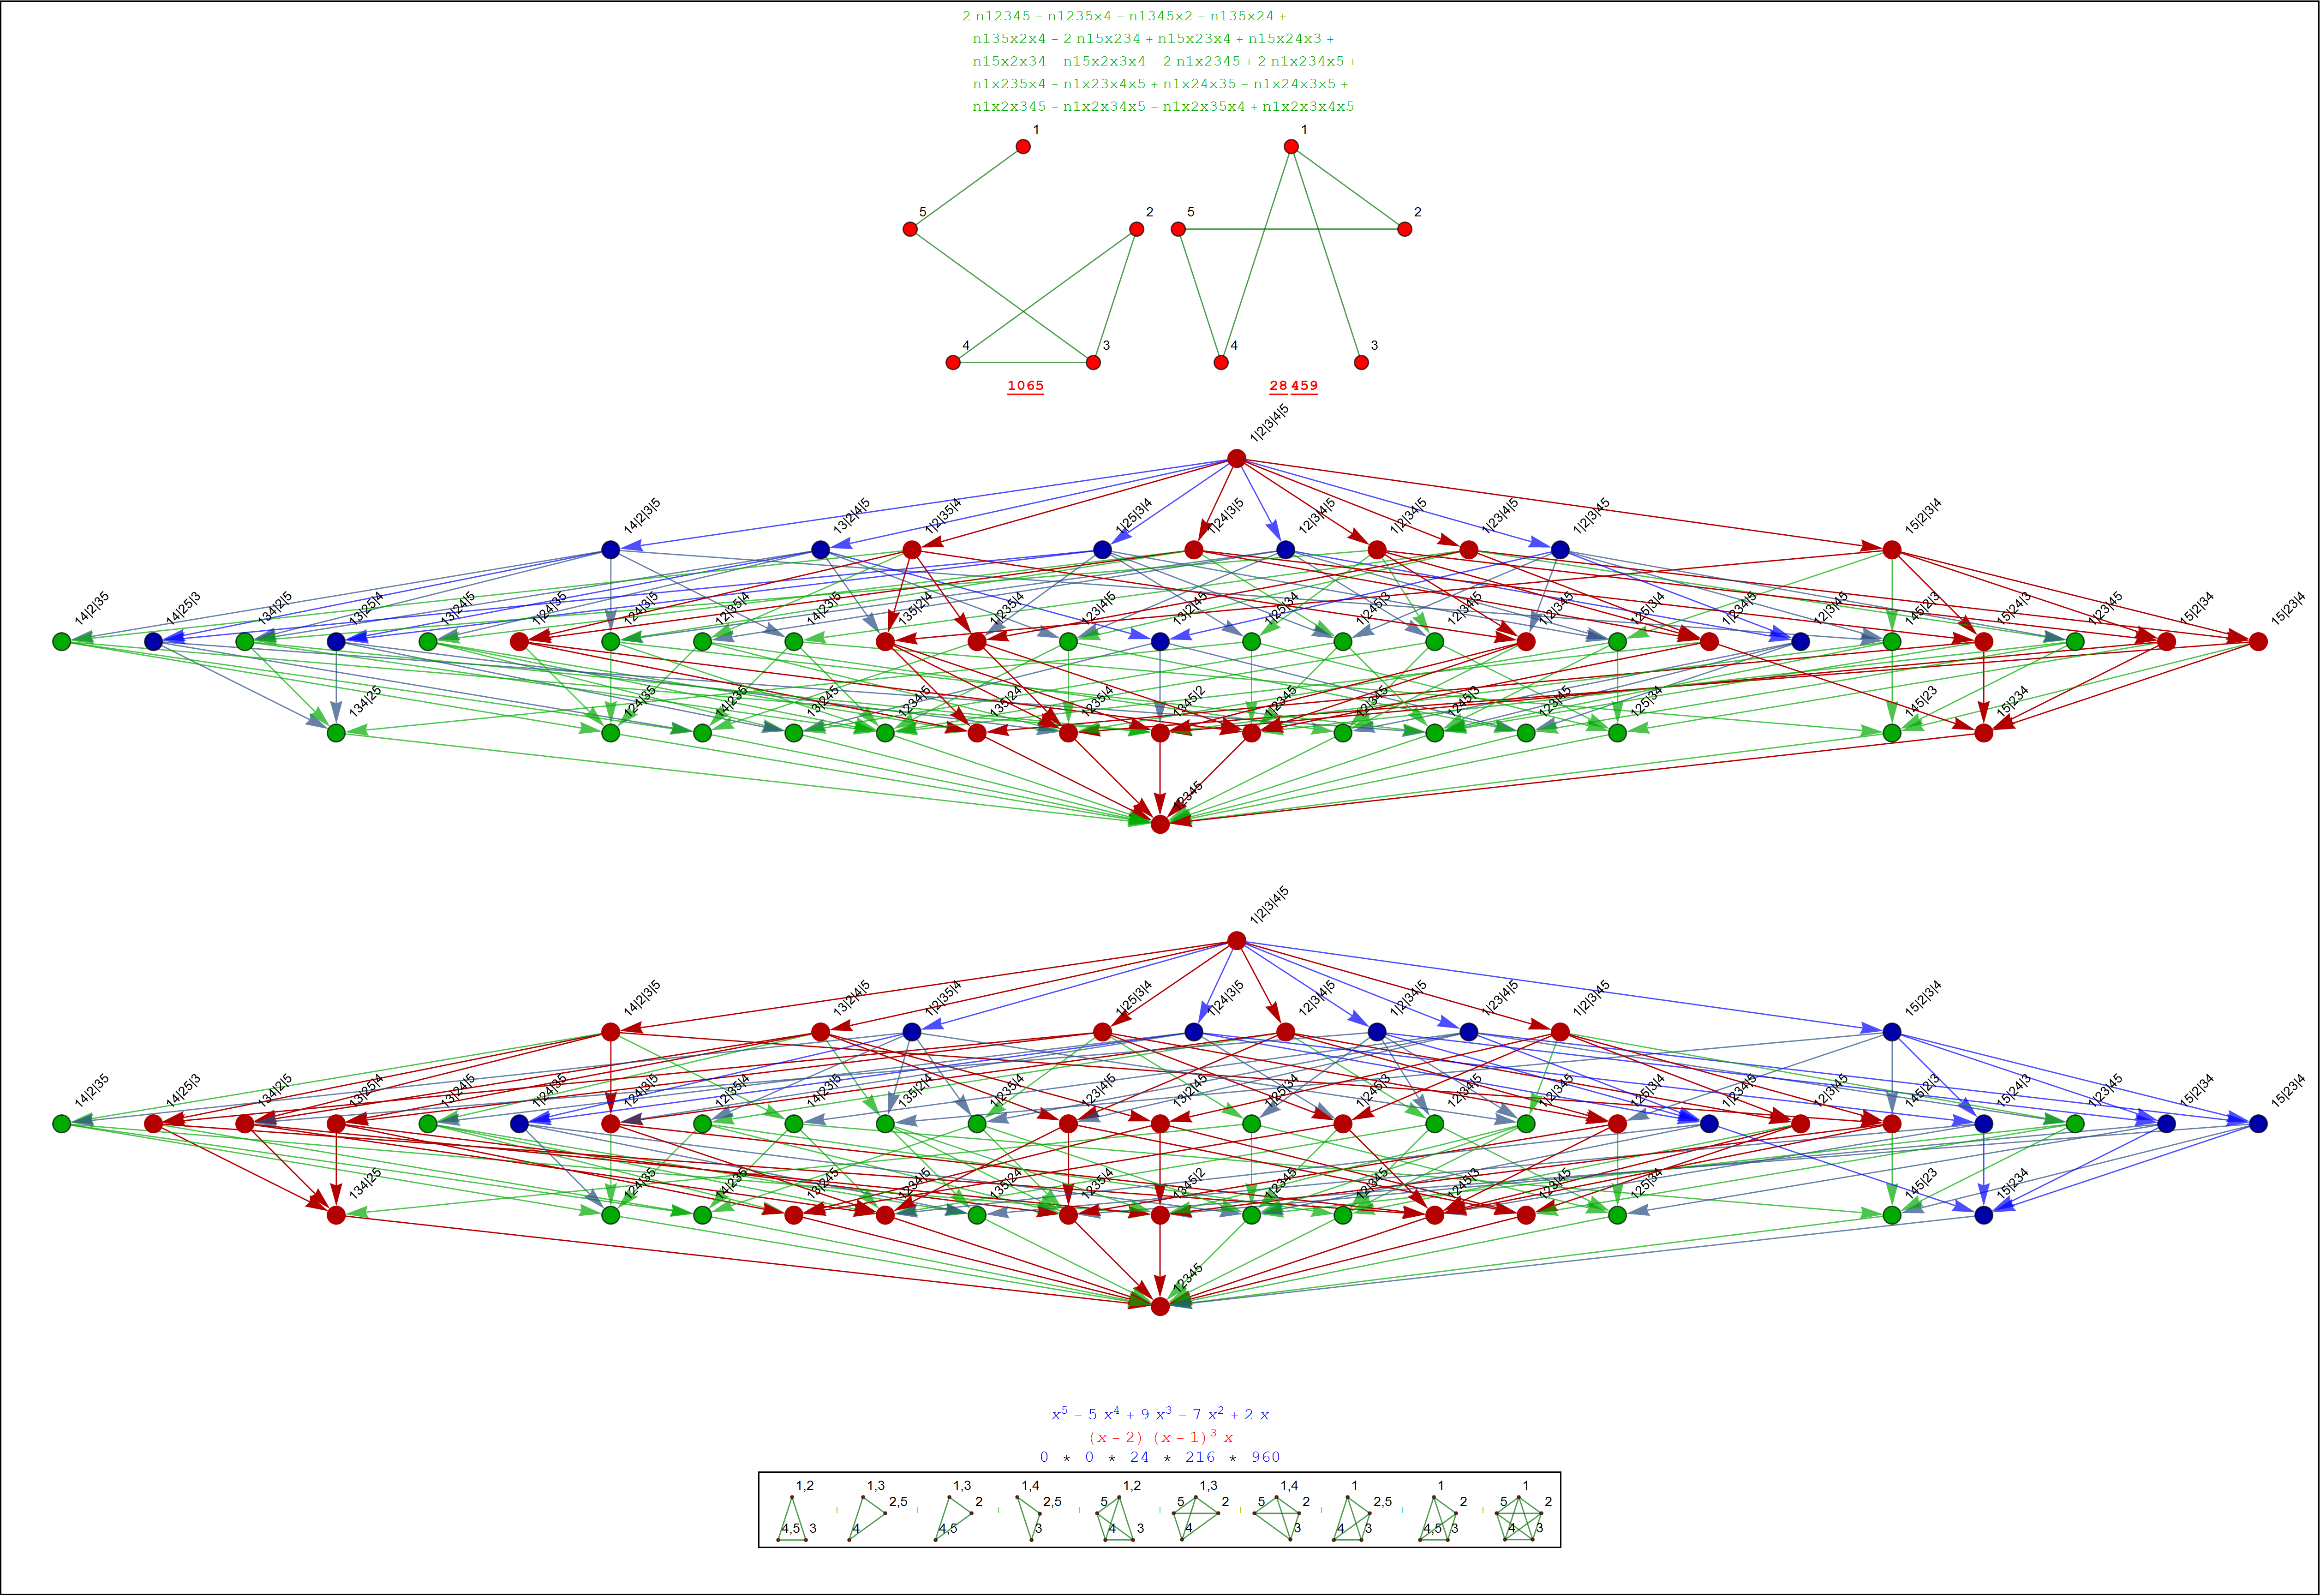 2 n12345 – n1235x4 – n1345x2 – n135x24 +
n135x2x4 – 2 n15x234 + n15x23x4 + n15x24x3 +
n15x2x34 – n15x2x3x4 – 2 n1x2345 + 2 n1x234x5 +
n1x235x4 – n1x23x4x5 + n1x24x35 – n1x24x3x5 +
n1x2x345 – n1x2x34x5 – n1x2x35x4 + n1x2x3x4x5
1 1
5 2 5 2
4 3 4 3
1065 28 459
1|2|3|4|5
14|2|3|5 13|2|4|5 1|2|35|4 1|25|3|4 1|24|3|5 12|3|4|5 1|2|34|5 1|23|4|5 1|2|3|45 15|2|3|4
14|2|35 14|25|3 134|2|5 13|25|4 13|24|5 1|24|35 124|3|5 12|35|4 14|23|5 135|2|4 1|235|4 123|4|5 13|2|45 1|25|34 1|245|3 12|34|5 1|2|345 125|3|4 1|234|5 12|3|45 145|2|3 15|24|3 1|23|45 15|2|34 15|23|4
134|25 124|35 14|235 13|245 1234|5 135|24 1235|4 1345|2 1|2345 12|345 1245|3 123|45 125|34 145|23 15|234
12345
1|2|3|4|5
14|2|3|5 13|2|4|5 1|2|35|4 1|25|3|4 1|24|3|5 12|3|4|5 1|2|34|5 1|23|4|5 1|2|3|45 15|2|3|4
14|2|35 14|25|3 134|2|5 13|25|4 13|24|5 1|24|35 124|3|5 12|35|4 14|23|5 135|2|4 1|235|4 123|4|5 13|2|45 1|25|34 1|245|3 12|34|5 1|2|345 125|3|4 1|234|5 12|3|45 145|2|3 15|24|3 1|23|45 15|2|34 15|23|4
134|25 124|35 14|235 13|245 1234|5 135|24 1235|4 1345|2 1|2345 12|345 1245|3 123|45 125|34 145|23 15|234
12345
x⁵ – 5 x⁴ + 9 x³ – 7 x² + 2 x
(x – 2) (x – 1)³ x
0 * 0 * 24 * 216 * 960
1,2 1,3 1,3 1,4 1,2 1,3 1,4 1 1 1
+ 2,5 + 2 + 2,5 + 5 + 5 2 + 5 2 + 2,5 + 2 + 5 2
4,5 3 4 4,5 3 4 3 4 3 4 3 4,5 3 4 3